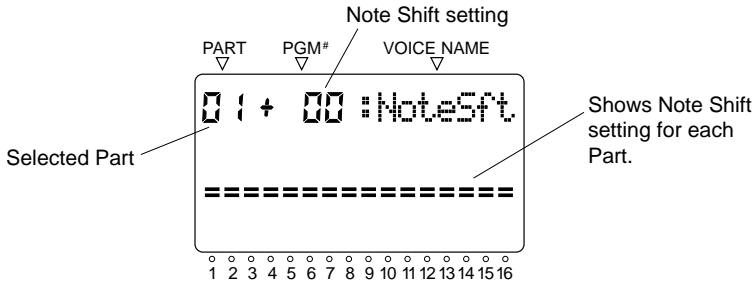 Note Shift setting
PART PGM# VOICE NAME
01+ 00 :NoteSft
Shows Note Shift
setting for each
Part.
Selected Part
= = = = = = = = = = = = = = = =
1 2 3 4 5 6 7 8 9 10 11 12 13 14 15 16